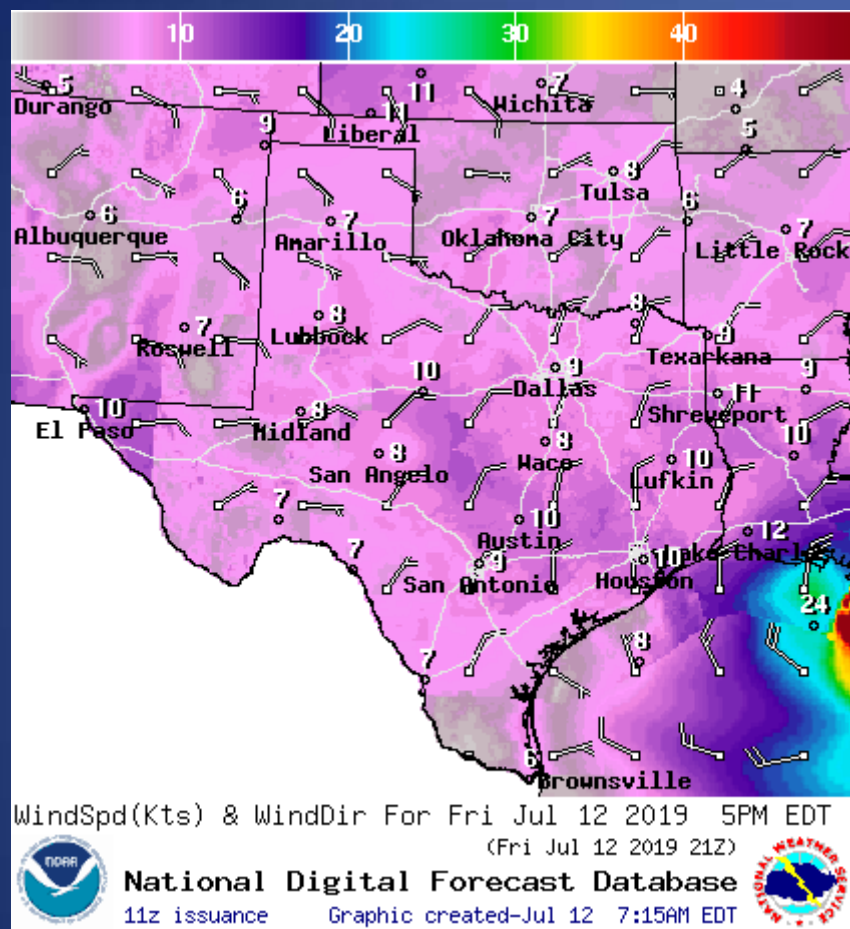 10 20 30 40
5 11 7 4
Durango Wichita
9 11 5
Liberal
8
Tulsa
6 6 7 7 6 7
Albuquerque Amarillo Oklahoma City Little Rock
7 8 8 9
Roswell Lubbock Texarkana
10 9 9
Dallas
10 9 11
El Paso Midland Shreveport
8 8 10 10
San Angelo Waco Lufkin
7 10 12
Austin Lake Charles
7 9 10
San Antonio Houston
24
7 8
6
Brownsville
WindSpd(Kts) & WindDir For Fri Jul 12 2019 5PM EDT
(Fri Jul 12 2019 21Z)
NOAA
National Digital Forecast Database
11z issuance Graphic created-Jul 12 7:15AM EDT
NATIONAL WEATHER SERVICE